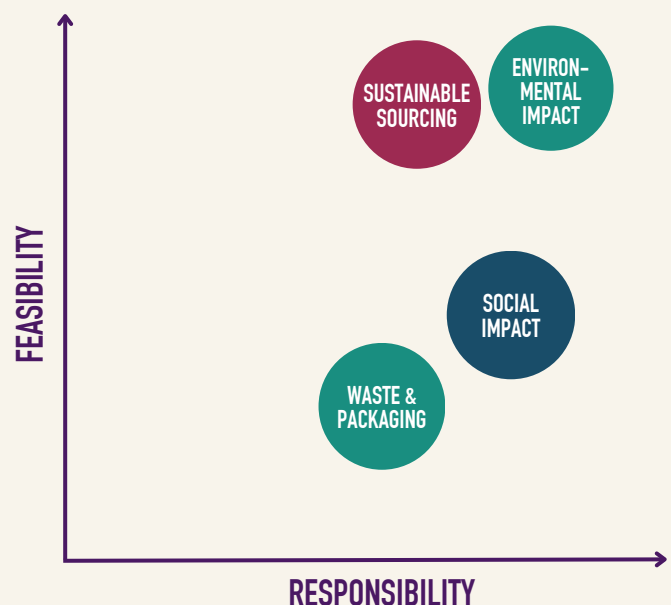 ENVIRON-
MENTAL
IMPACT
SUSTAINABLE
SOURCING
SOCIAL
IMPACT
WASTE &
PACKAGING
FEASIBILITY
RESPONSIBILITY